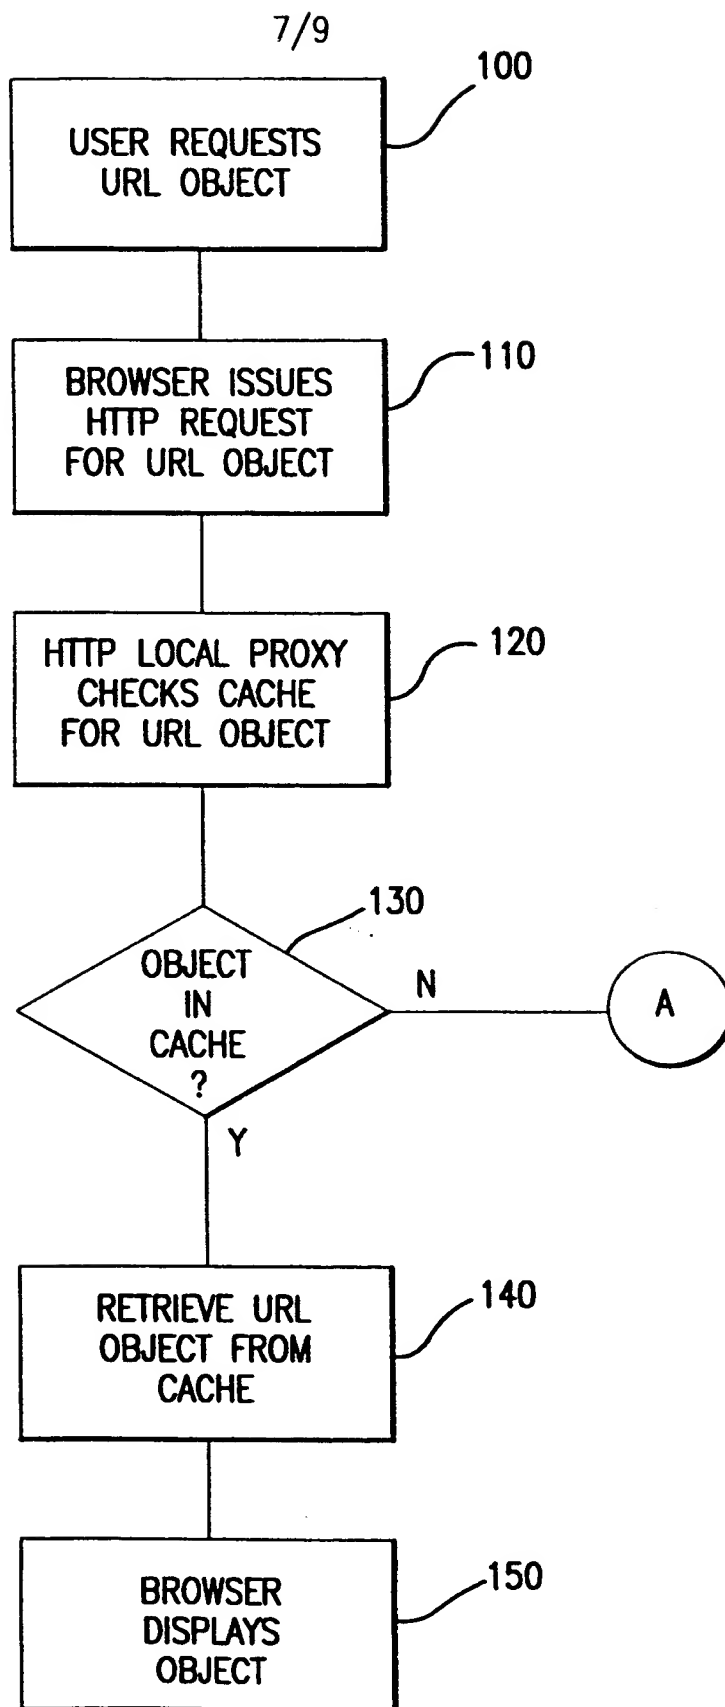 7/9
100
USER REQUESTS
URL OBJECT
110
BROWSER ISSUES
HTTP REQUEST
FOR URL OBJECT
120
HTTP LOCAL PROXY
CHECKS CACHE
FOR URL OBJECT
130
OBJECT
IN
CACHE
?
N
A
Y
140
RETRIEVE URL
OBJECT FROM
CACHE
150
BROWSER
DISPLAYS
OBJECT